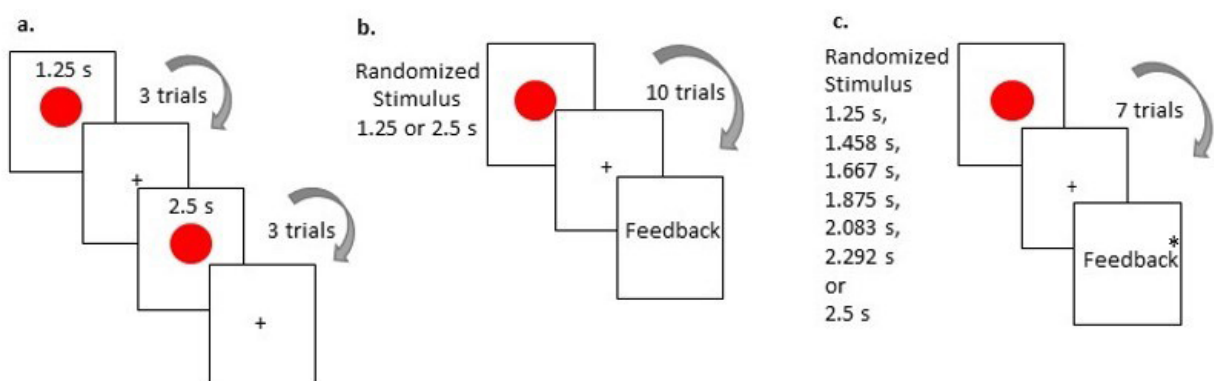 a.
1.25 s
3 trials
+
2.5 s
3 trials
+
b.
Randomized
Stimulus
1.25 or 2.5 s
10 trials
+
Feedback
c.
Randomized
Stimulus
1.25 s,
1.458 s,
1.667 s,
1.875 s,
2.083 s,
2.292 s
or
2.5 s
7 trials
+
Feedback*